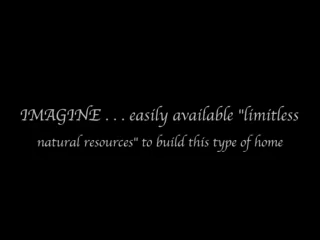 IMAGINE . . . easily available "limitless
natural resources" to build this type of home